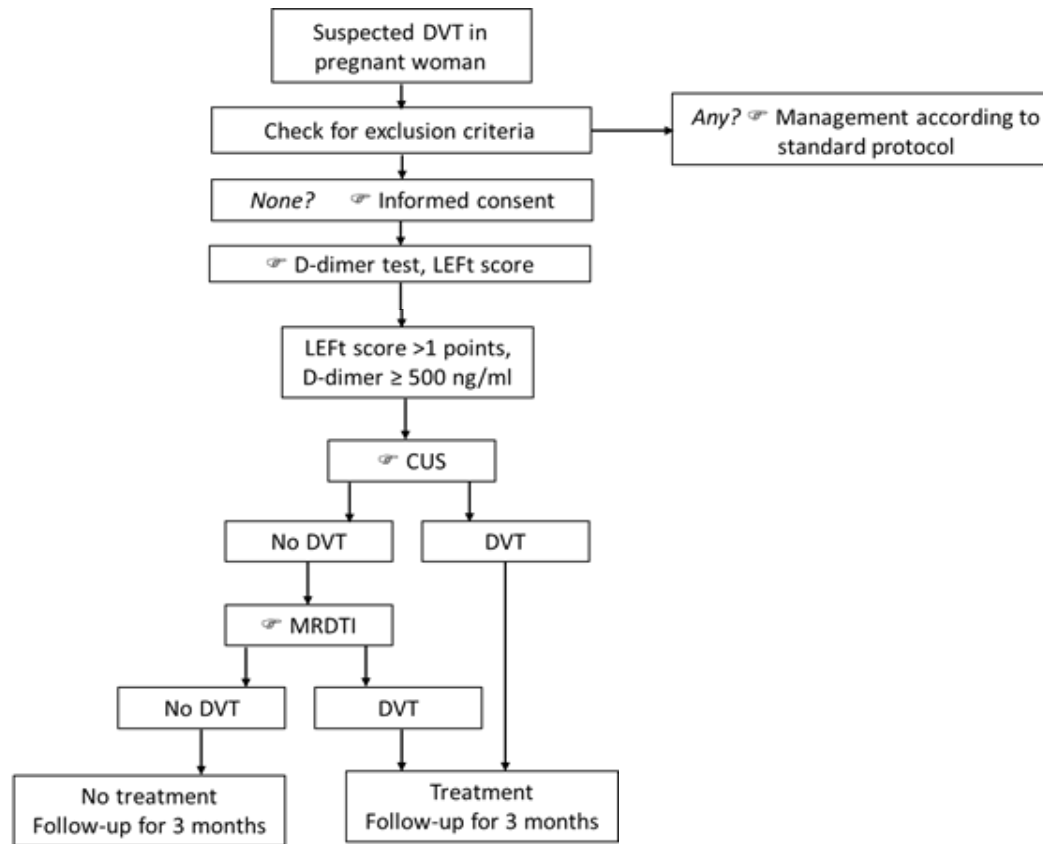 Suspected DVT in
pregnant woman
Check for exclusion criteria
Any? ☞ Management according to
standard protocol
None? ☞ Informed consent
☞ D-dimer test, LEFt score
LEFt score >1 points,
D-dimer ≥ 500 ng/ml
☞ CUS
No DVT
DVT
☞ MRDTI
No DVT
DVT
No treatment
Follow-up for 3 months
Treatment
Follow-up for 3 months